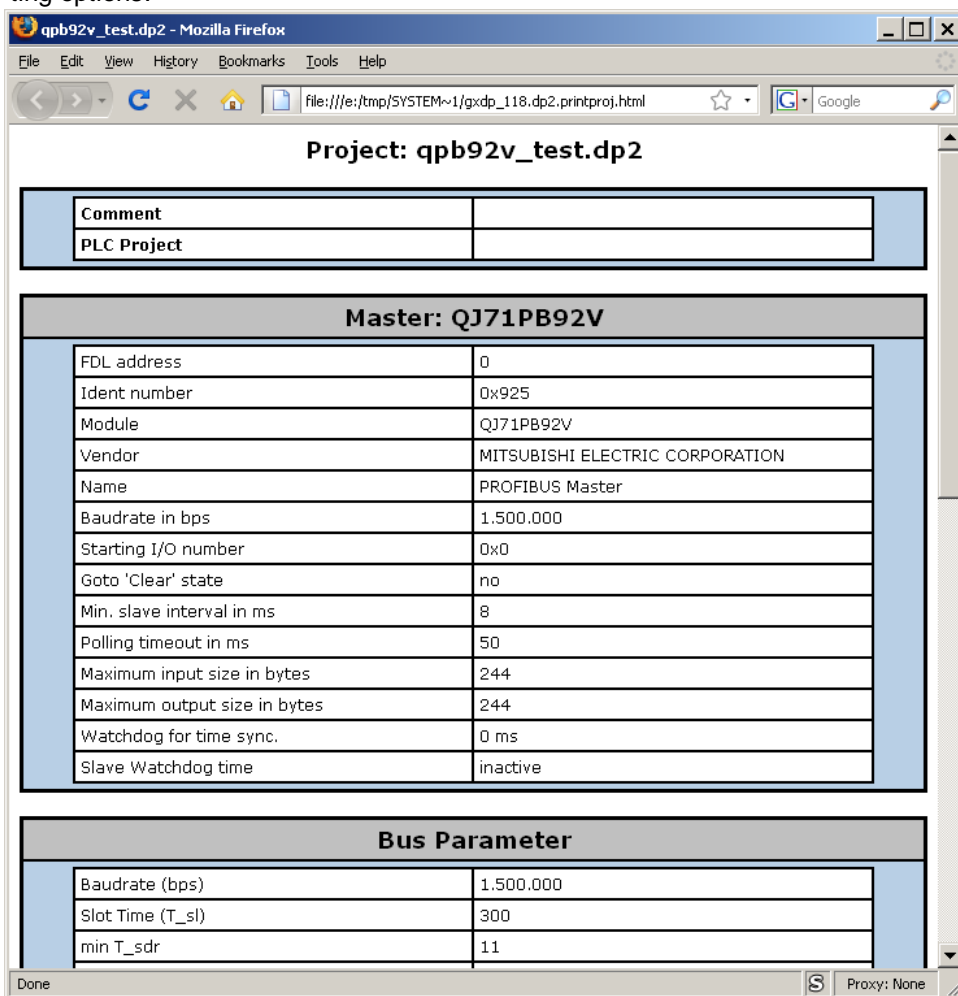 ting options.
qpb92v_test.dp2 - Mozilla Firefox
File Edit View History Bookmarks Tools Help
file:///e:/tmp/SYSTEM~1/gxdp_118.dp2.printproj.html G Google
Project: qpb92v_test.dp2
Comment
PLC Project
Master: QJ71PB92V
FDL address 0
Ident number 0x925
Module QJ71PB92V
Vendor MITSUBISHI ELECTRIC CORPORATION
Name PROFIBUS Master
Baudrate in bps 1.500.000
Starting I/O number 0x0
Goto 'Clear' state no
Min. slave interval in ms 8
Polling timeout in ms 50
Maximum input size in bytes 244
Maximum output size in bytes 244
Watchdog for time sync. 0 ms
Slave Watchdog time inactive
Bus Parameter
Baudrate (bps) 1.500.000
Slot Time (T_sl) 300
min T_sdr 11
Done S Proxy: None